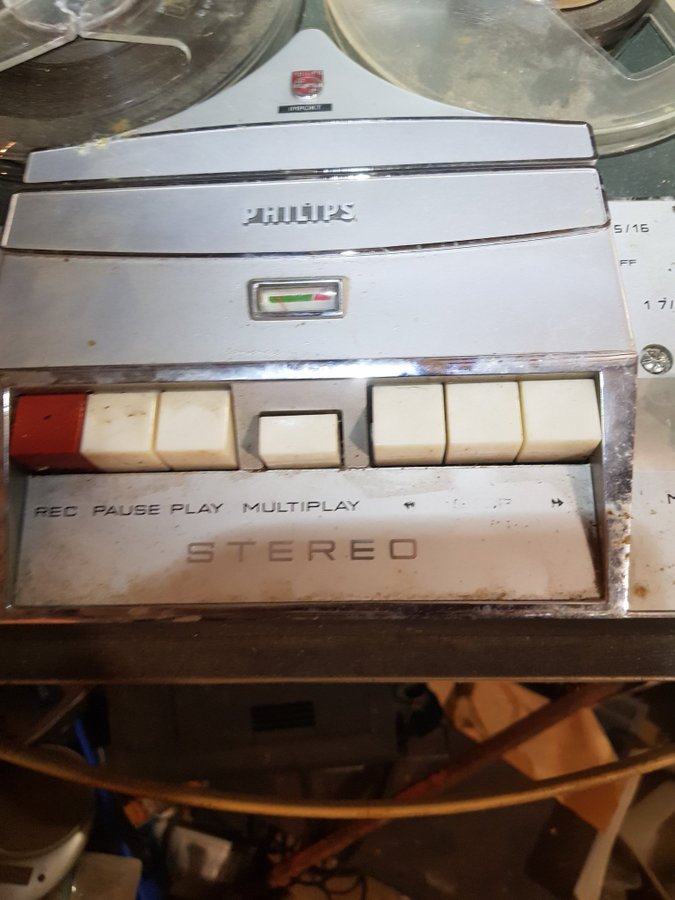 PHILIPS
5/16
FF
1 7/
REC PAUSE PLAY MULTIPLAY
STEREO